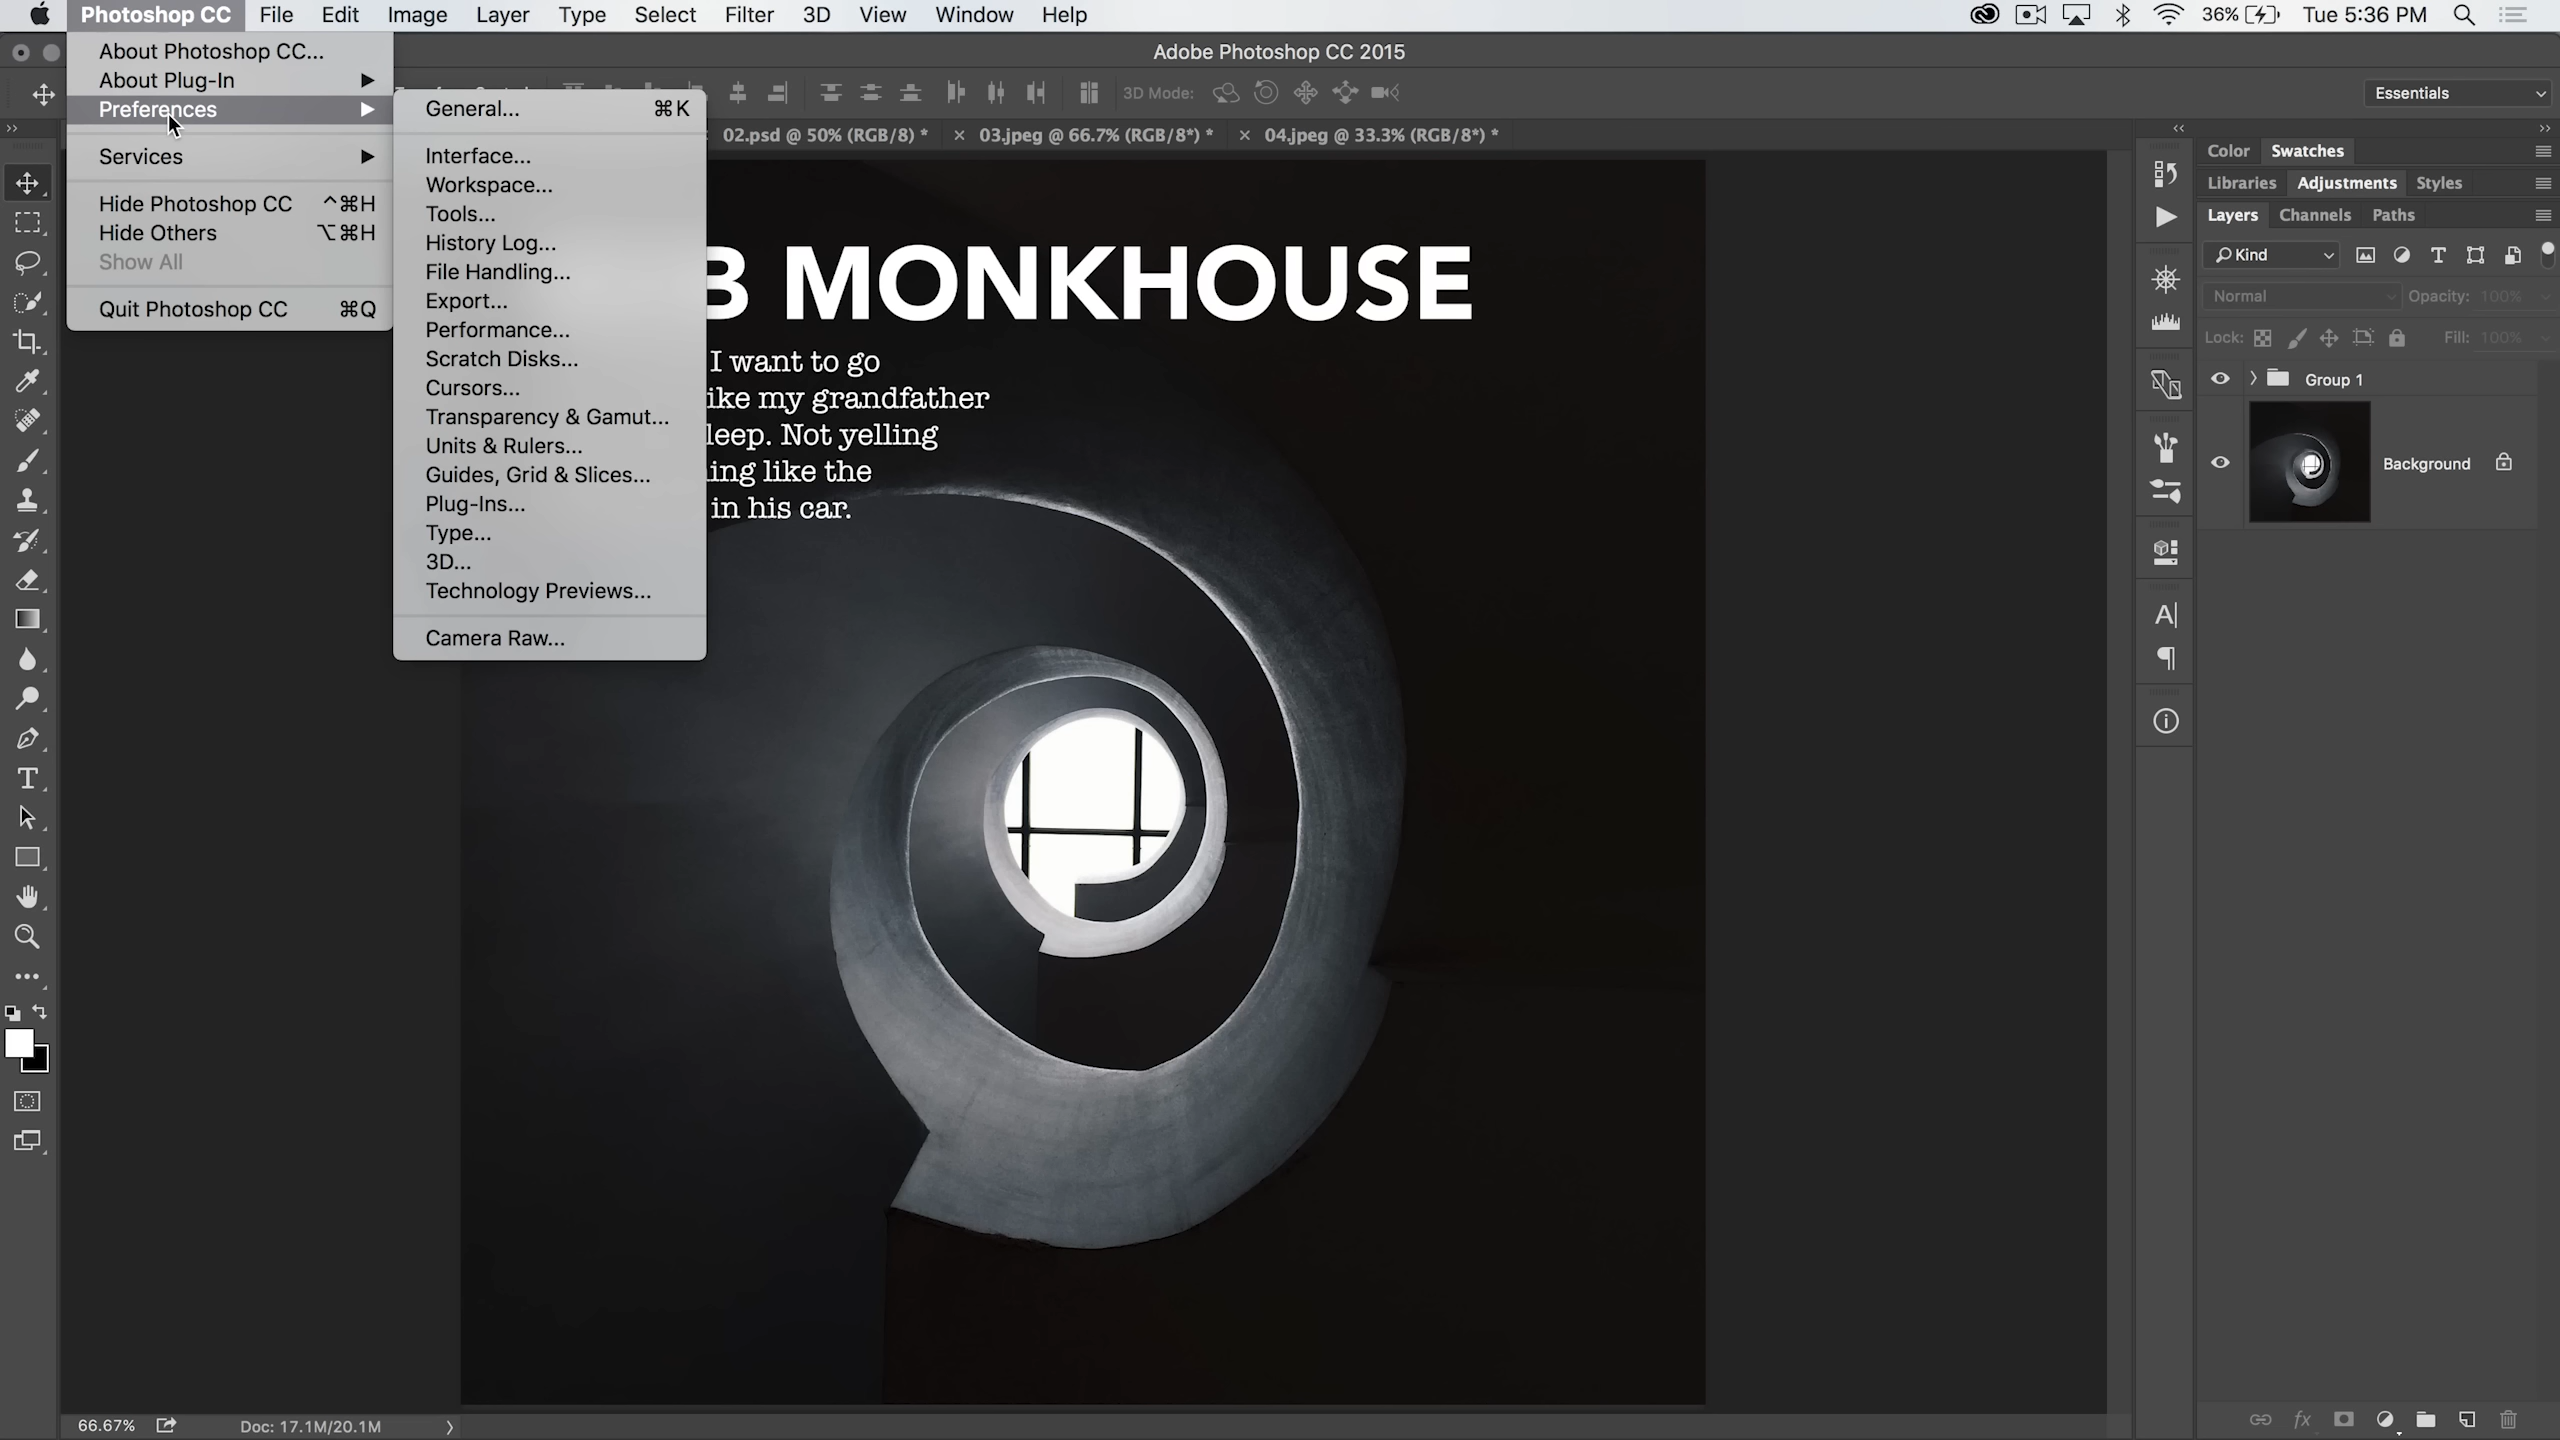 Photoshop CC File Edit Image Layer Type Select Filter 3D View Window Help 36% Tue 5:36 PM
Adobe Photoshop CC 2015
About Photoshop CC...
About Plug-In
Preferences
Services
Hide Photoshop CC ^⌘H
Hide Others ⌥⌘H
Show All
Quit Photoshop CC ⌘Q
General... ⌘K
Interface...
Workspace...
Tools...
History Log...
File Handling...
Export...
Performance...
Scratch Disks...
Cursors...
Transparency & Gamut...
Units & Rulers...
Guides, Grid & Slices...
Plug-Ins...
Type...
3D...
Technology Previews...
Camera Raw...
3D Mode:
Essentials
02.psd @ 50% (RGB/8) * × 03.jpeg @ 66.7% (RGB/8*) * × 04.jpeg @ 33.3% (RGB/8*) *
B MONKHOUSE
I want to go
ike my grandfather
leep. Not yelling
ing like the
in his car.
Color Swatches
Libraries Adjustments Styles
Layers Channels Paths
Kind
Normal Opacity: 100%
Lock: Fill: 100%
Group 1
Background
66.67% Doc: 17.1M/20.1M